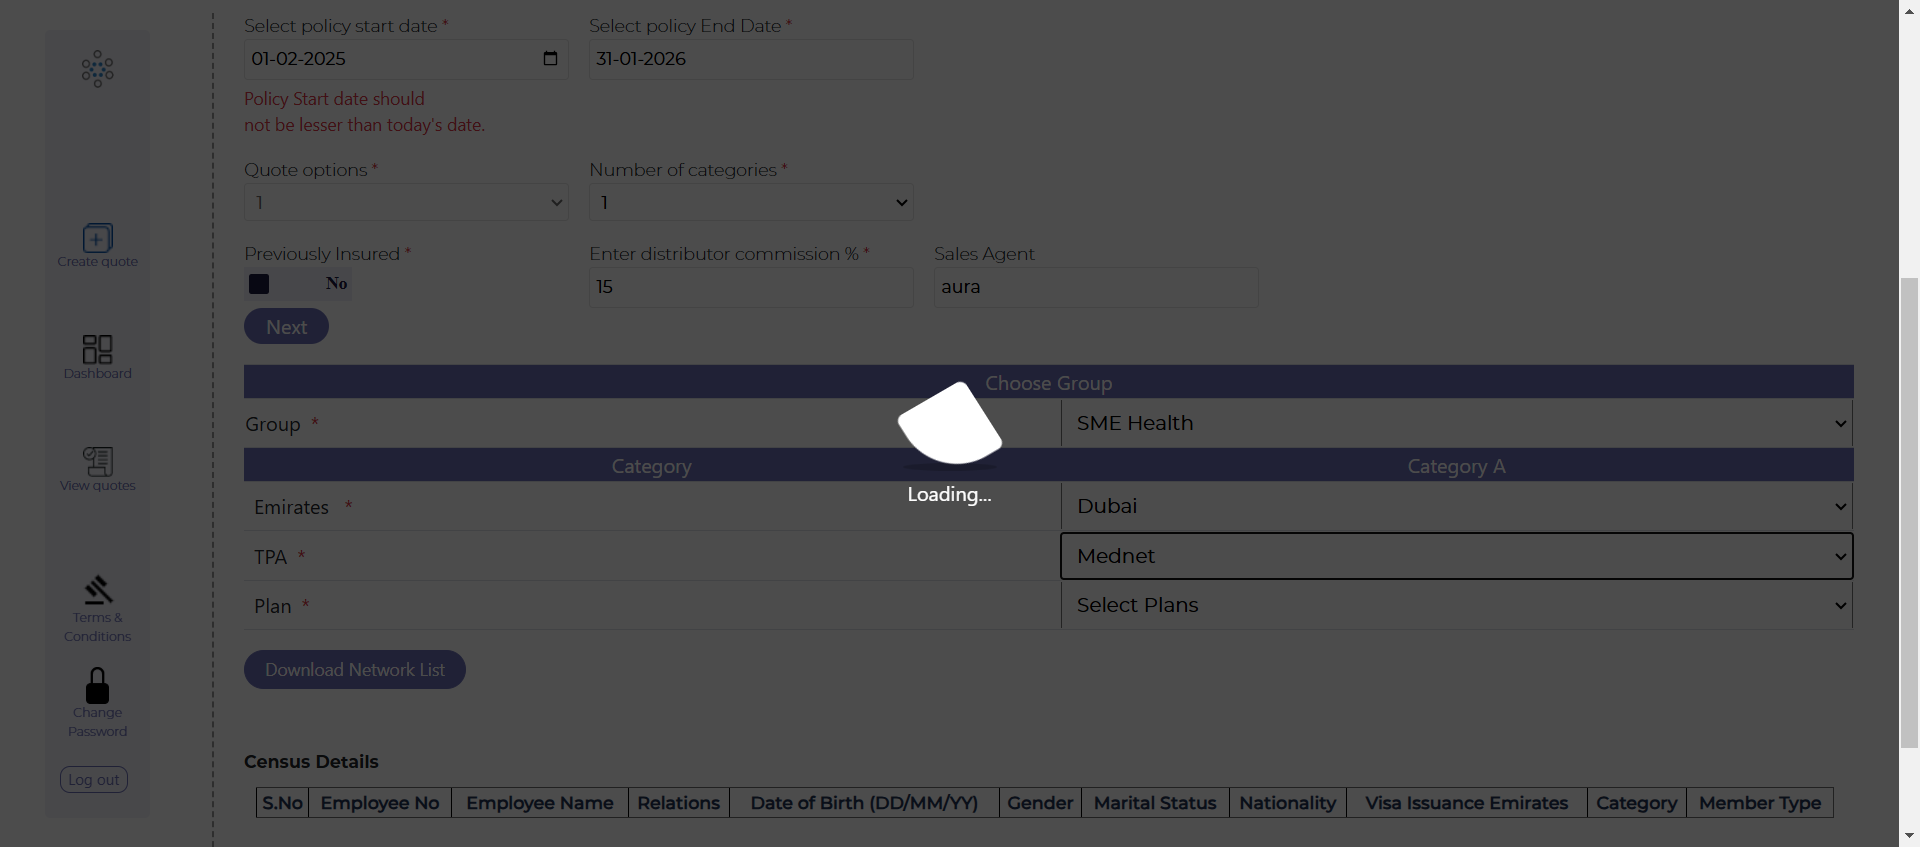 Select policy start date *
Select policy End Date *
01-02-2025
31-01-2026
Policy Start date should
not be lesser than today's date.
Quote options *
Number of categories *
1
1
Previously Insured *
Enter distributor commission % *
Sales Agent
No
15
aura
Next
Create quote
Dashboard
View quotes
Terms &
Conditions
Change
Password
Log out
Choose Group
Group *
SME Health
Category
Category A
Loading...
Emirates *
Dubai
TPA *
Mednet
Plan *
Select Plans
Download Network List
Census Details
S.No Employee No Employee Name Relations Date of Birth (DD/MM/YY) Gender Marital Status Nationality Visa Issuance Emirates Category Member Type